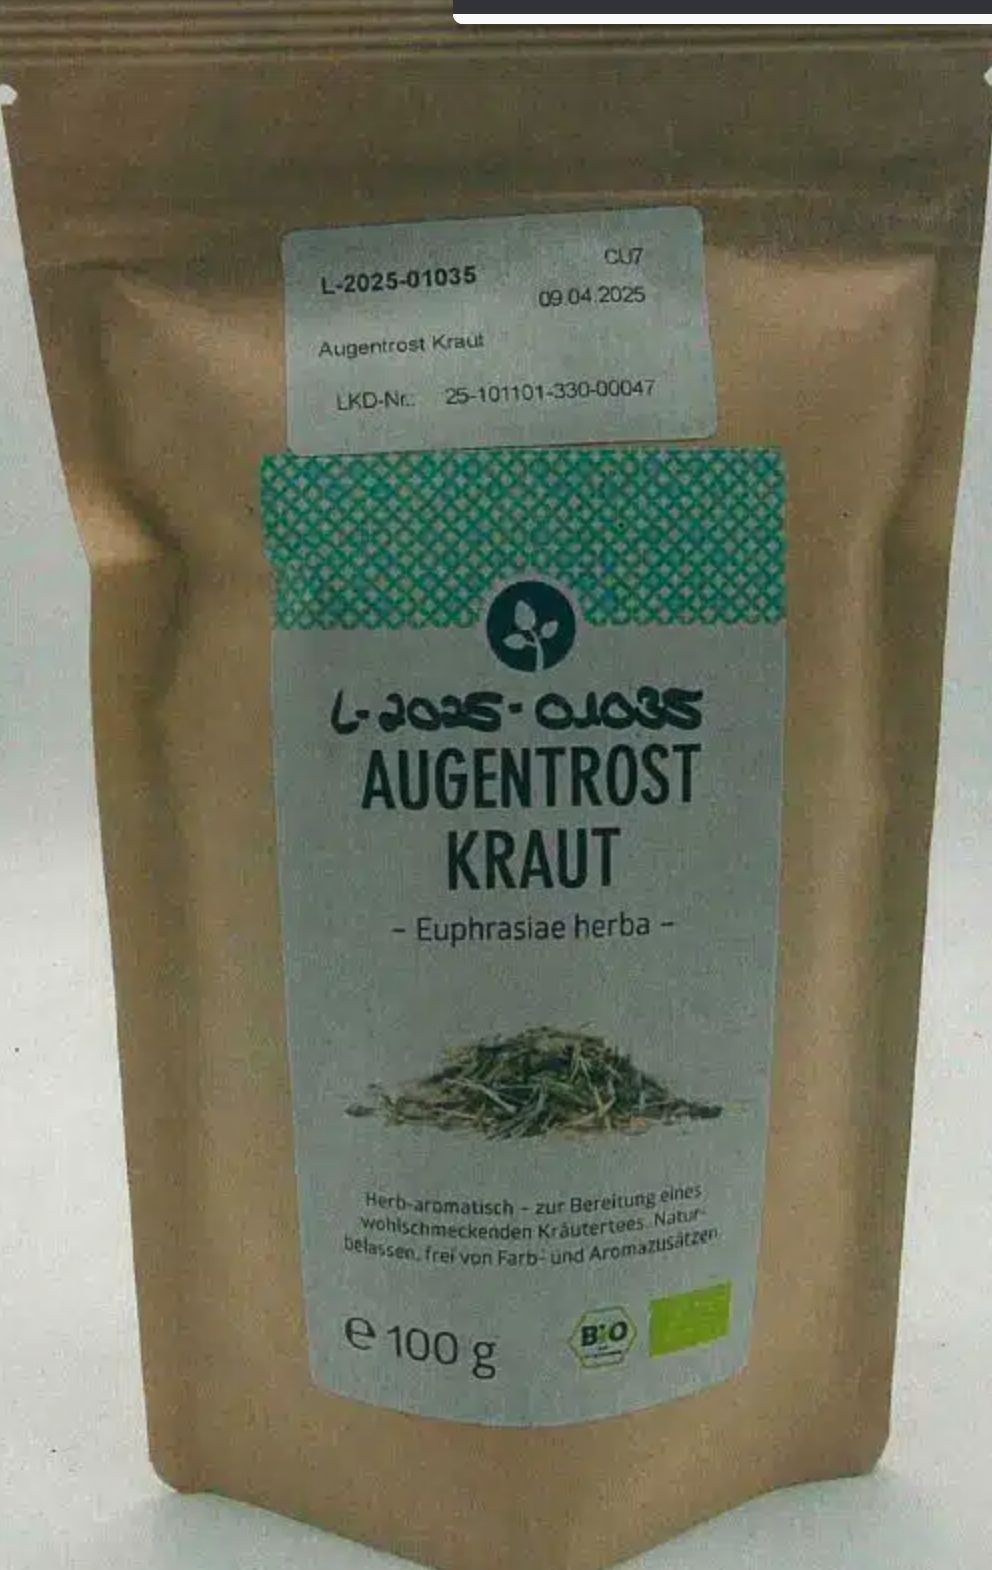 L-2025-01035
CU7
09.04.2025
Augentrost Kraut
LKD-Nr.: 25-101101-330-00047
L-2025-01035
AUGENTROST
KRAUT
– Euphrasiae herba –
Herb-aromatisch – zur Bereitung eines
wohlschmeckenden Kräutertees. Natur-
belassen, frei von Farb- und Aromazusätzen.
℮ 100 g
BIO